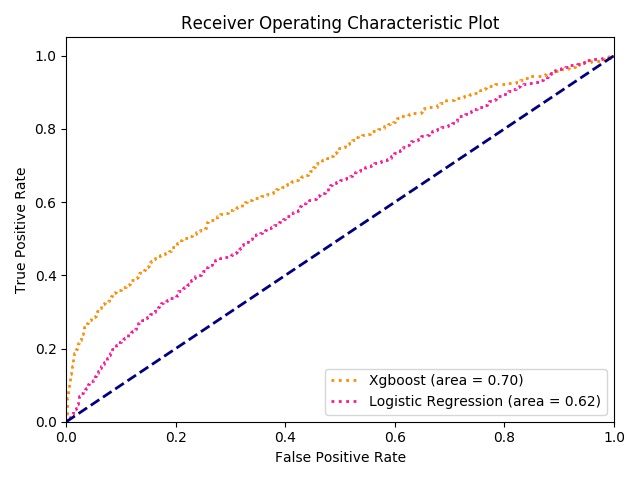 Receiver Operating Characteristic Plot
1.0
0.8
0.6
0.4
0.2
0.0
True Positive Rate
Xgboost (area = 0.70)
Logistic Regression (area = 0.62)
0.0 0.2 0.4 0.6 0.8 1.0
False Positive Rate